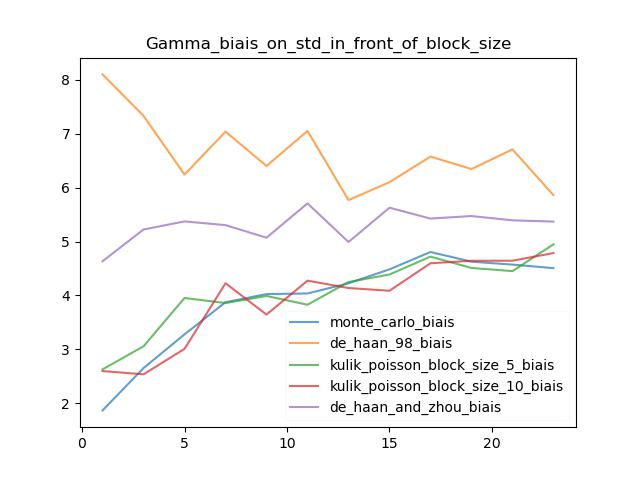 Gamma_biais_on_std_in_front_of_block_size
8
7
6
5
4
3
2
monte_carlo_biais
de_haan_98_biais
kulik_poisson_block_size_5_biais
kulik_poisson_block_size_10_biais
de_haan_and_zhou_biais
0 5 10 15 20